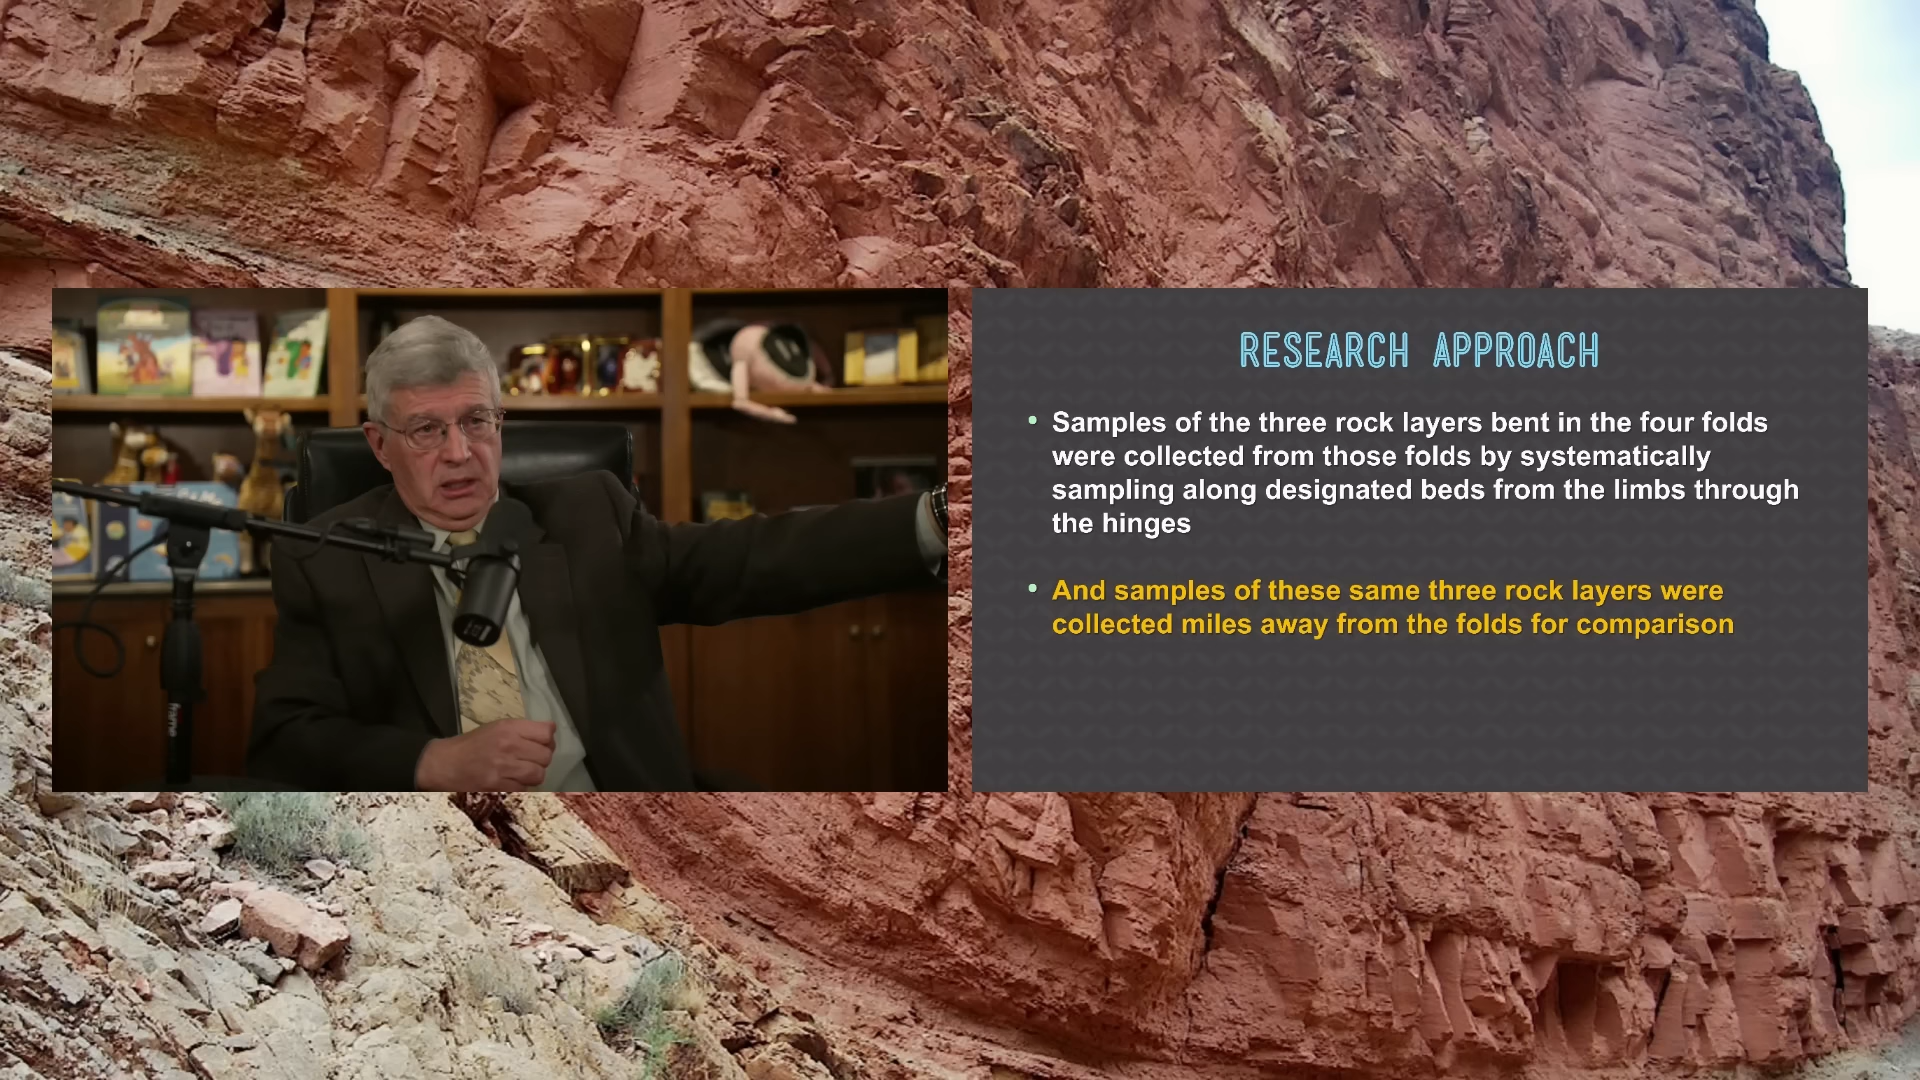 RESEARCH APPROACH
• Samples of the three rock layers bent in the four folds
were collected from those folds by systematically
sampling along designated beds from the limbs through
the hinges
• And samples of these same three rock layers were
collected miles away from the folds for comparison
frame